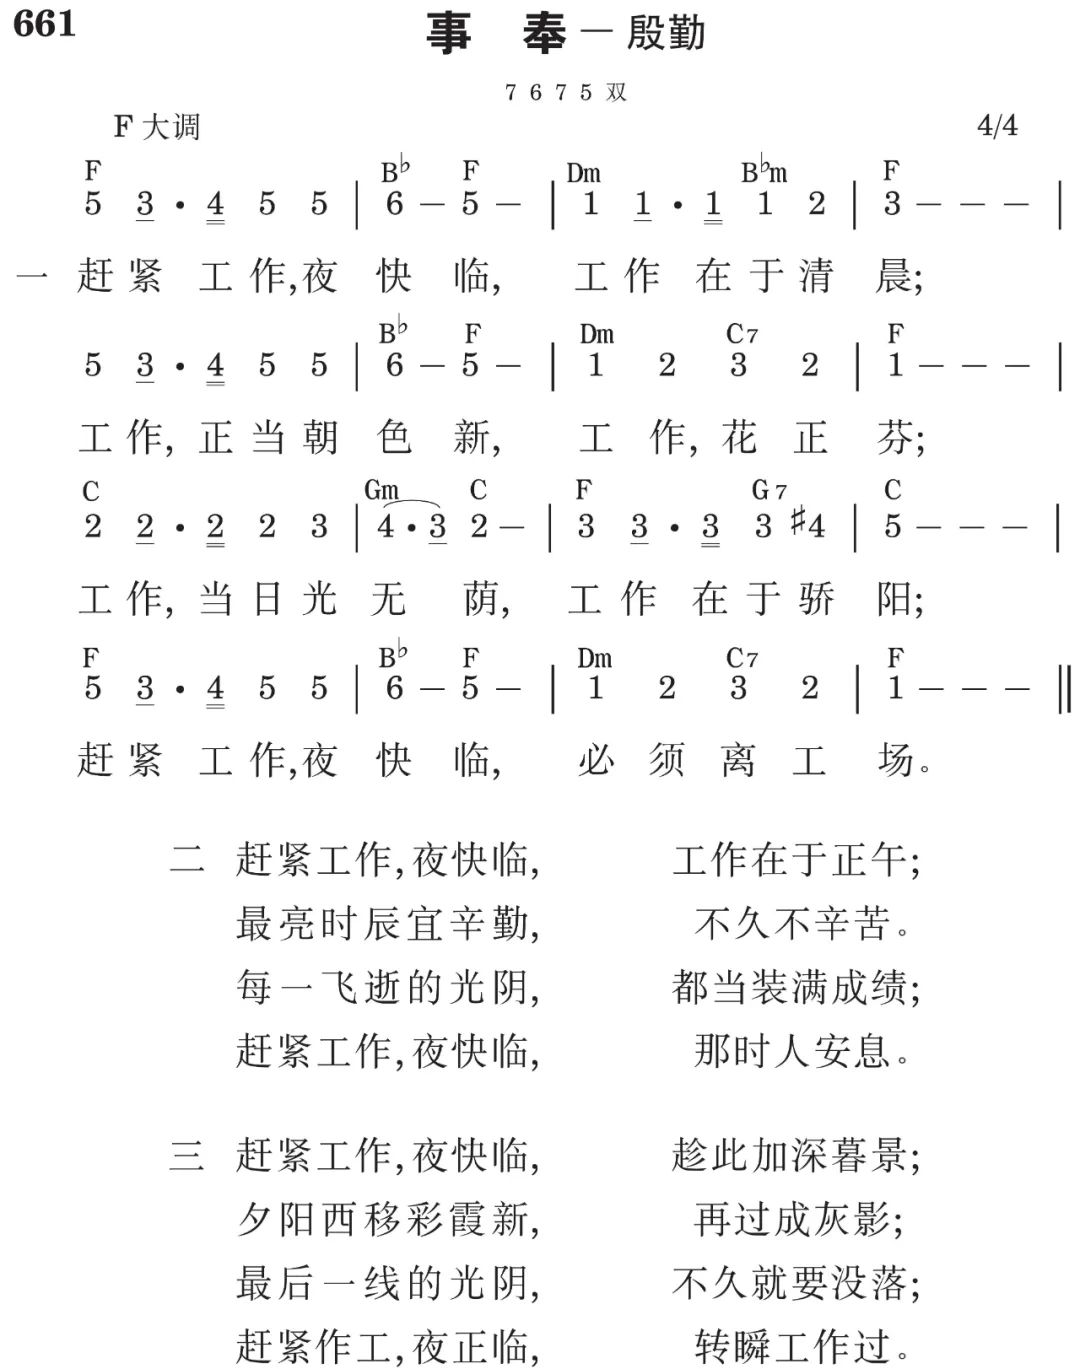 661
事 奉 — 殷勤
7 6 7 5 双
F 大调 4/4
F B♭ F Dm B♭m F
5 3 · 4 5 5 | 6 — 5 — | 1 1 · 1 1 2 | 3 — — — |
一 赶紧 工作,夜 快 临, 工作 在于清 晨;
B♭ F Dm C7 F
5 3 · 4 5 5 | 6 — 5 — | 1 2 3 2 | 1 — — — |
工作, 正当朝 色 新, 工 作, 花 正 芬;
C Gm C F G7 C
2 2 · 2 2 3 | 4 · 3 2 — | 3 3 · 3 3 ♯4 | 5 — — — |
工作, 当日光 无 荫, 工作 在于骄 阳;
F B♭ F Dm C7 F
5 3 · 4 5 5 | 6 — 5 — | 1 2 3 2 | 1 — — — ‖
赶紧 工作,夜 快 临, 必 须 离 工 场。
二 赶紧工作,夜快临, 工作在于正午;
最亮时辰宜辛勤, 不久不辛苦。
每一飞逝的光阴, 都当装满成绩;
赶紧工作,夜快临, 那时人安息。
三 赶紧工作,夜快临, 趁此加深暮景;
夕阳西移彩霞新, 再过成灰影;
最后一线的光阴, 不久就要没落;
赶紧作工,夜正临, 转瞬工作过。